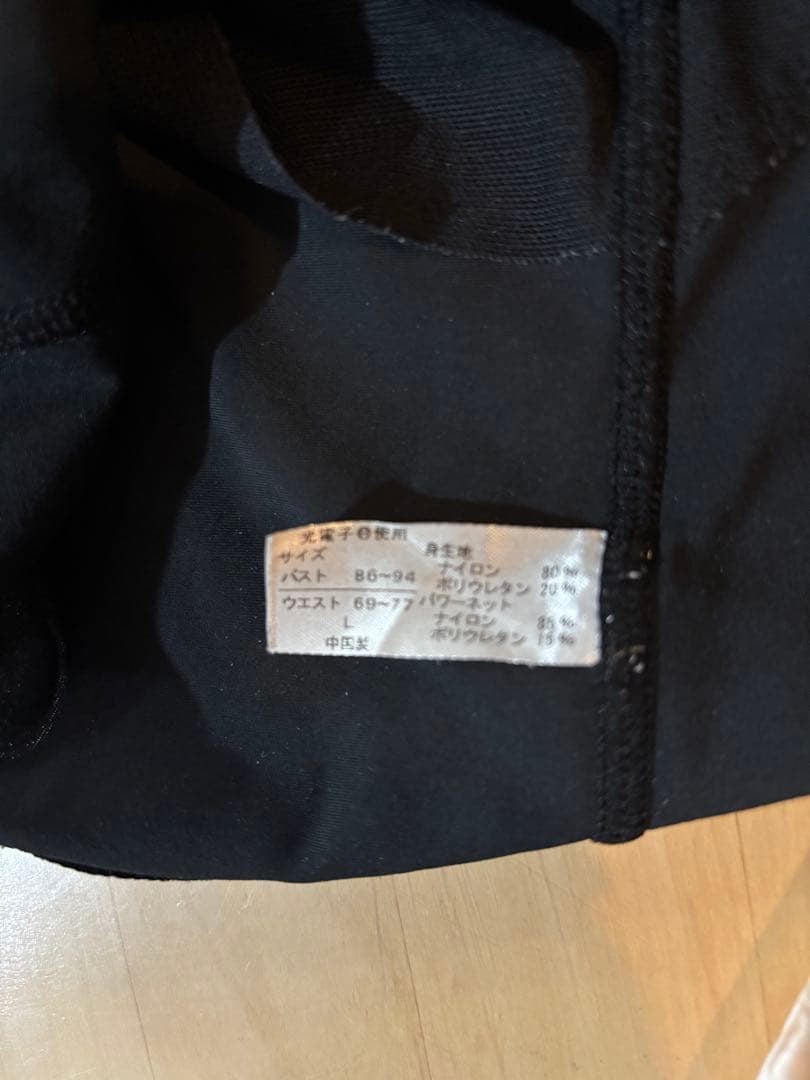 光電子®使用
サイズ
バスト 86~94
ウエスト 69~77
L
中国製
身生地
ナイロン 80%
ポリウレタン 20%
パワーネット
ナイロン 85%
ポリウレタン 15%